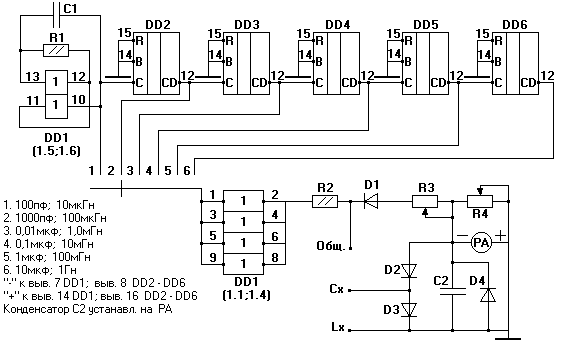 C1
R1
13 1 12
11 1 10
DD1
(1.5;1.6)
DD2 DD3 DD4 DD5 DD6
15 R 15 R 15 R 15 R 15 R
14 B 14 B 14 B 14 B 14 B
C CD 12 C CD 12 C CD 12 C CD 12 C CD 12
1 2 3 4 5 6
1. 100пф; 10мкГн
2. 1000пф; 100мкГн
3. 0,01мкф; 1,0мГн
4. 0,1мкф; 10мГн
5. 1мкф; 100мГн
6. 10мкф; 1Гн
"-" к выв. 7 DD1; выв. 8 DD2 - DD6
"+" к выв. 14 DD1; выв. 16 DD2 - DD6
Конденсатор C2 устанавл. на PA
1 1 2
3 1 4
5 1 6
9 1 8
DD1
(1.1;1.4)
R2 D1 R3 R4
Общ.
- PA +
D2 C2 D4
Cx
D3
Lx